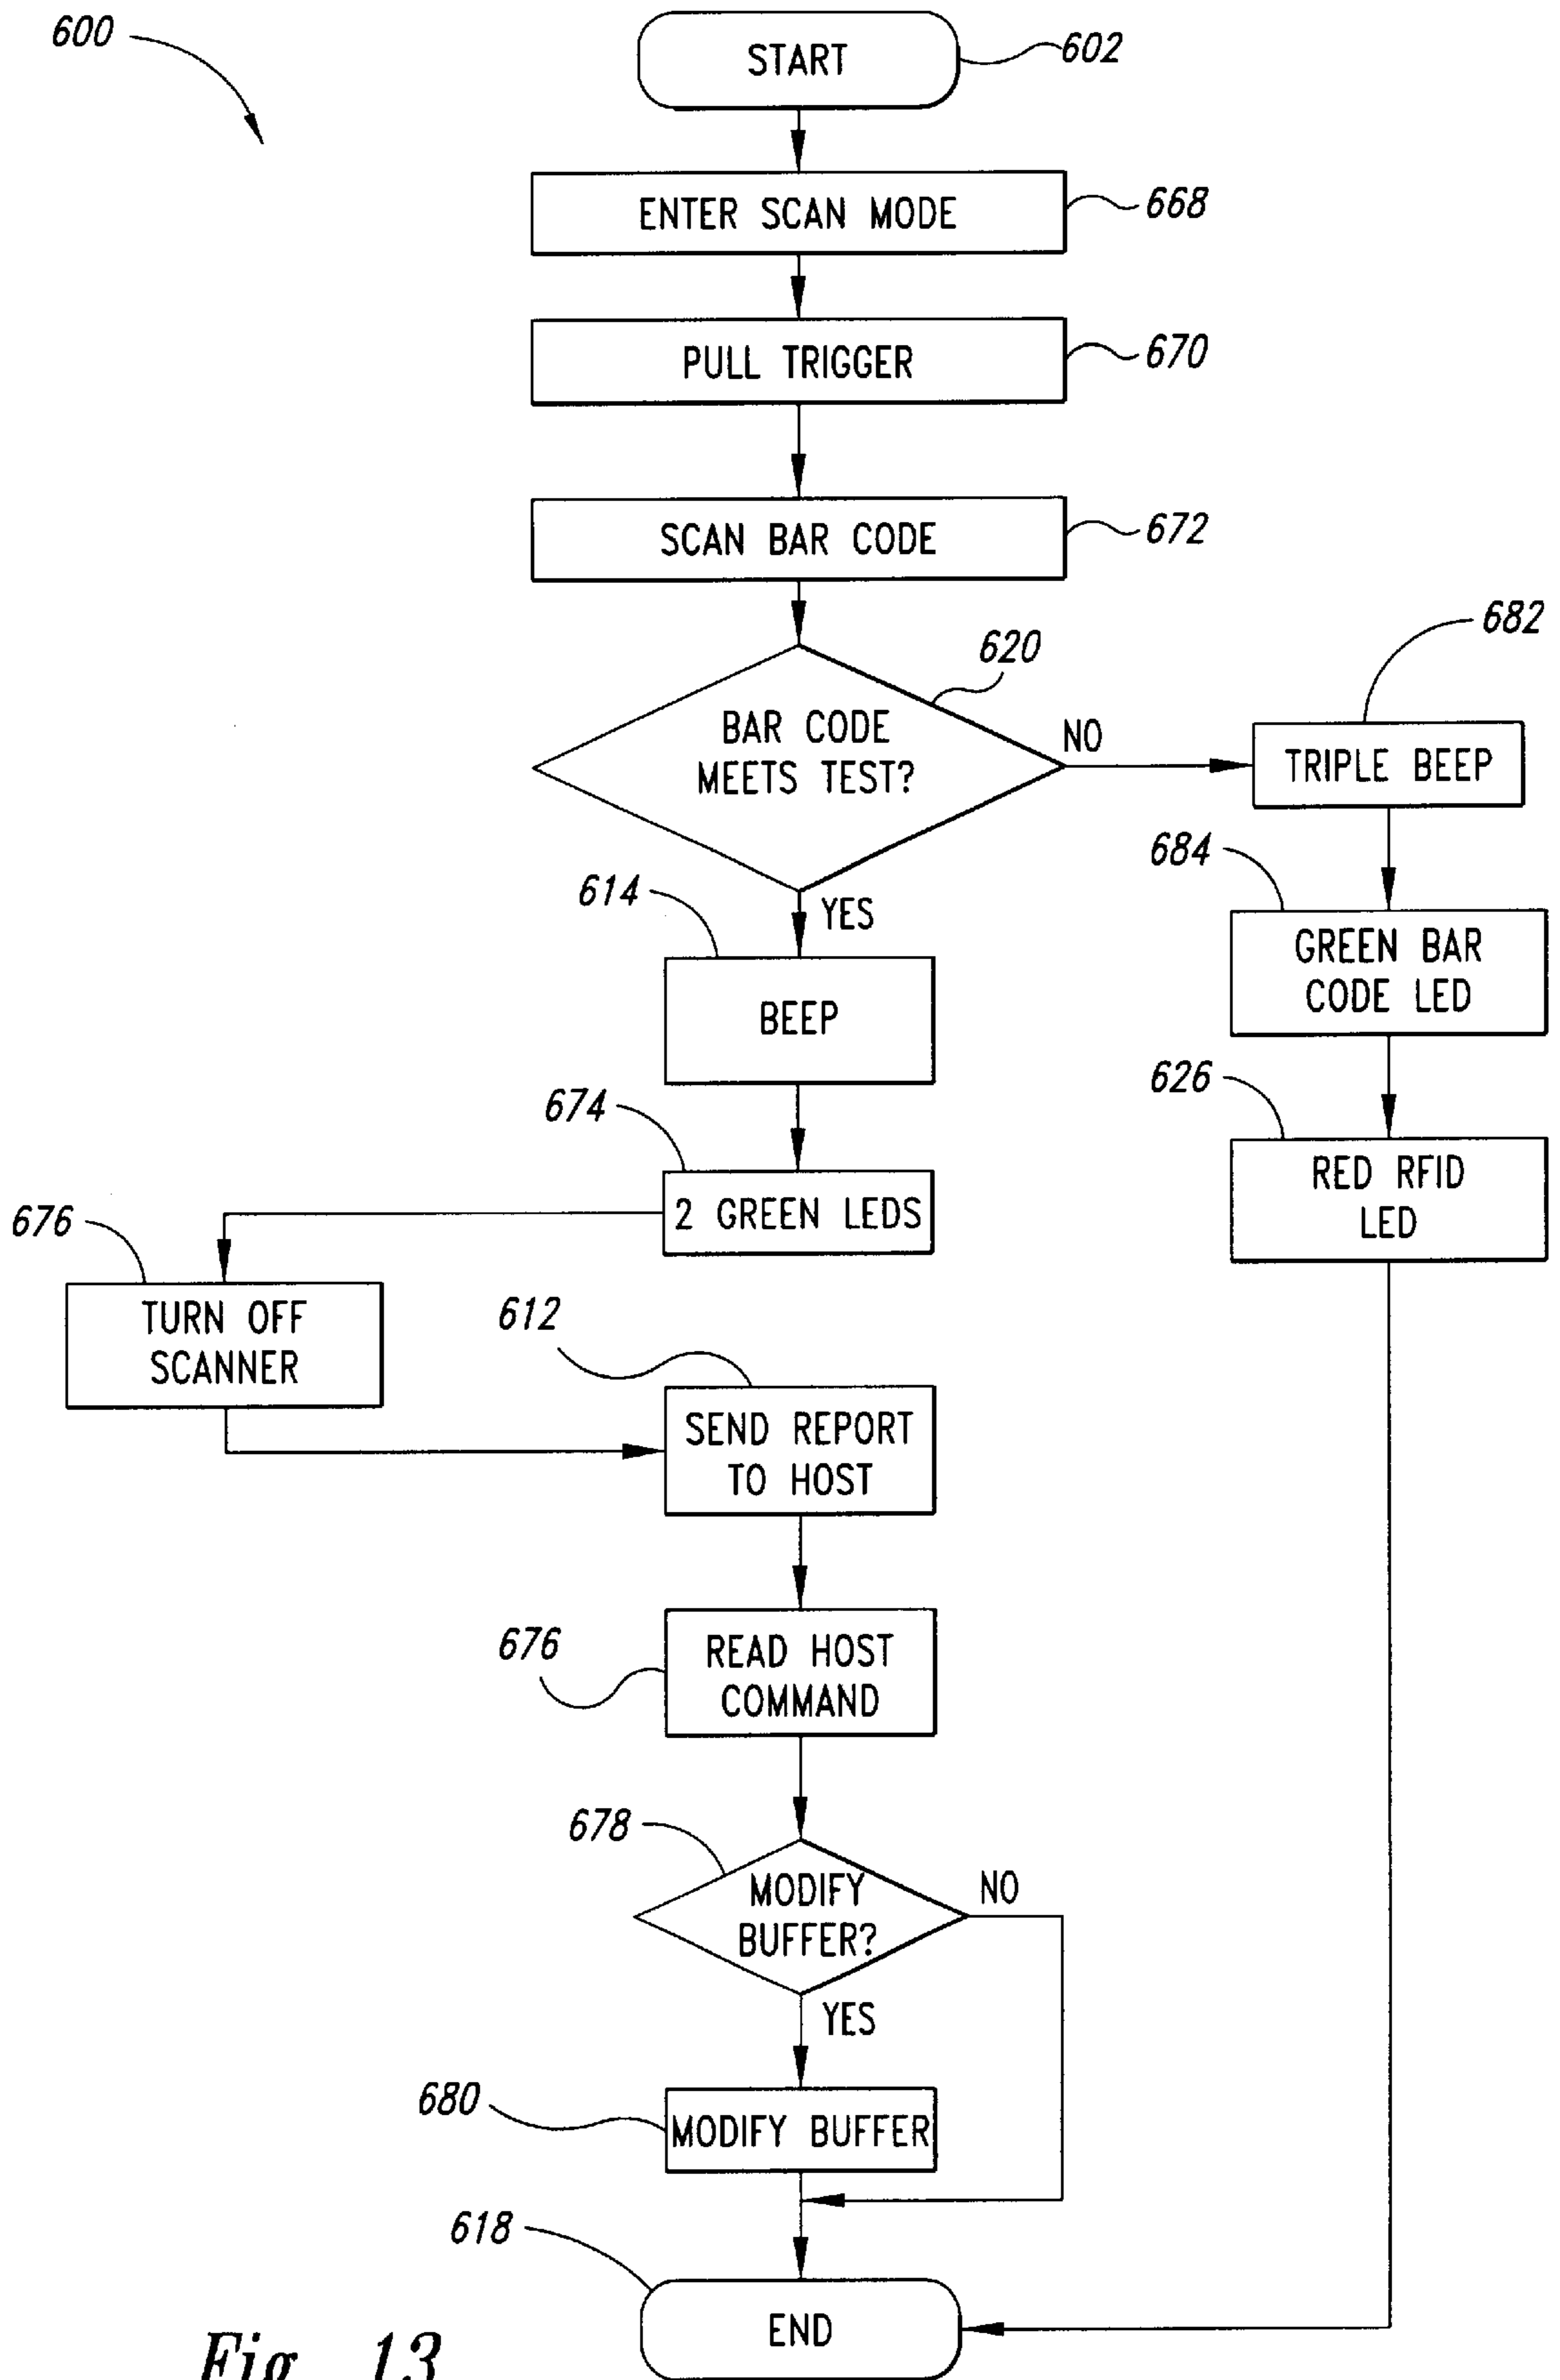 600
START
602
ENTER SCAN MODE
668
PULL TRIGGER
670
SCAN BAR CODE
672
620
682
BAR CODE
MEETS TEST?
NO
TRIPLE BEEP
614
YES
684
BEEP
GREEN BAR
CODE LED
674
626
2 GREEN LEDS
RED RFID
LED
676
TURN OFF
SCANNER
612
SEND REPORT
TO HOST
676
READ HOST
COMMAND
678
MODIFY
BUFFER?
NO
YES
680
MODIFY BUFFER
618
END
Fig. 13